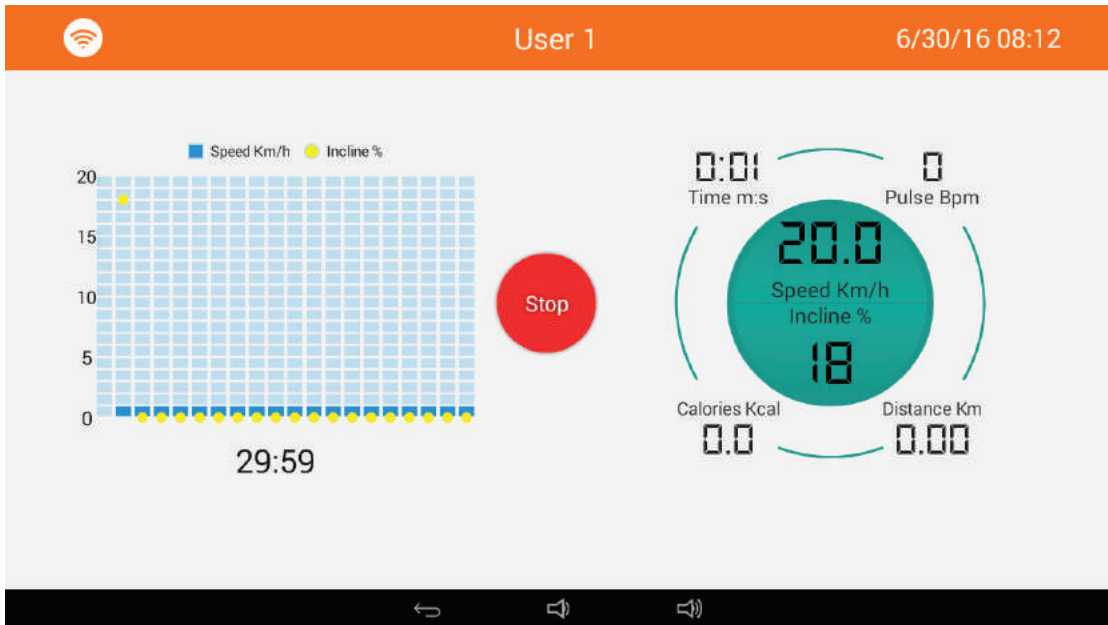 User 1
6/30/16 08:12
Speed Km/h Incline %
20
15
10
5
0
29:59
Stop
0:01
Time m:s
0
Pulse Bpm
20.0
Speed Km/h
Incline %
18
Calories Kcal
0.0
Distance Km
0.00